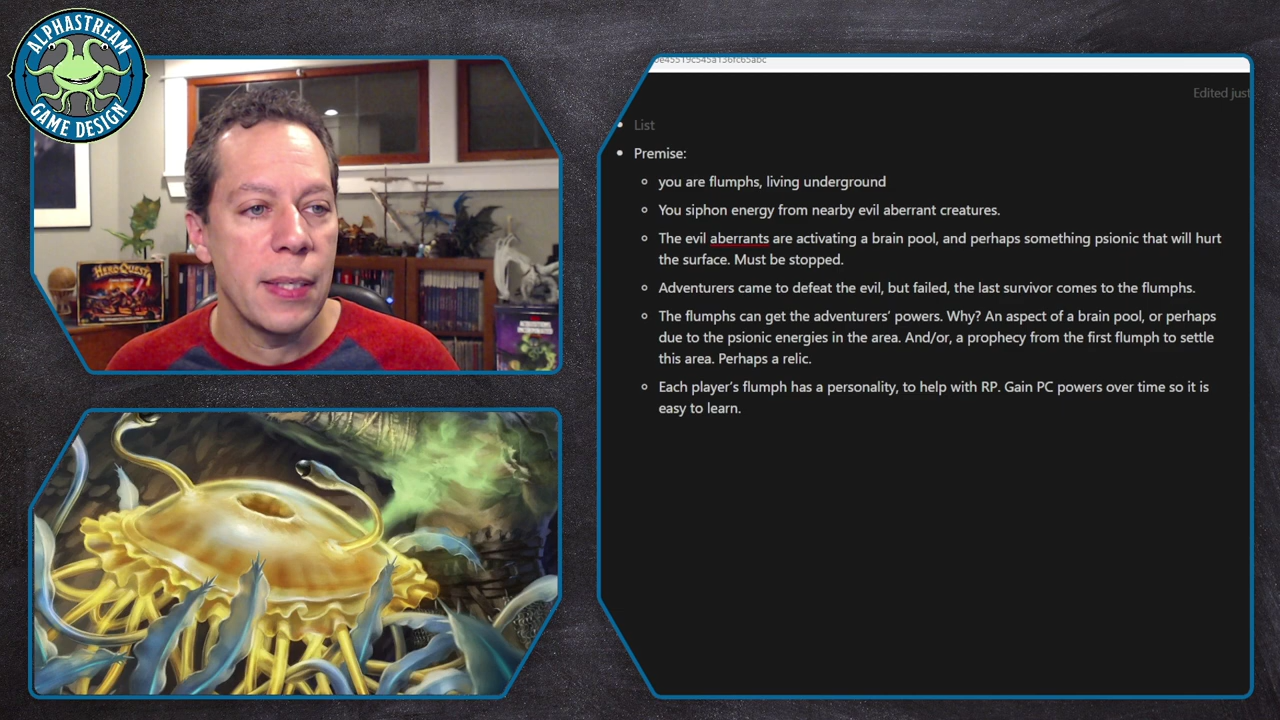 ALPHASTREAM
GAME DESIGN
HEROQUEST
Edited just
List
Premise:
you are flumphs, living underground
You siphon energy from nearby evil aberrant creatures.
The evil aberrants are activating a brain pool, and perhaps something psionic that will hurt
the surface. Must be stopped.
Adventurers came to defeat the evil, but failed, the last survivor comes to the flumphs.
The flumphs can get the adventurers' powers. Why? An aspect of a brain pool, or perhaps
due to the psionic energies in the area. And/or, a prophecy from the first flumph to settle
this area. Perhaps a relic.
Each player's flumph has a personality, to help with RP. Gain PC powers over time so it is
easy to learn.